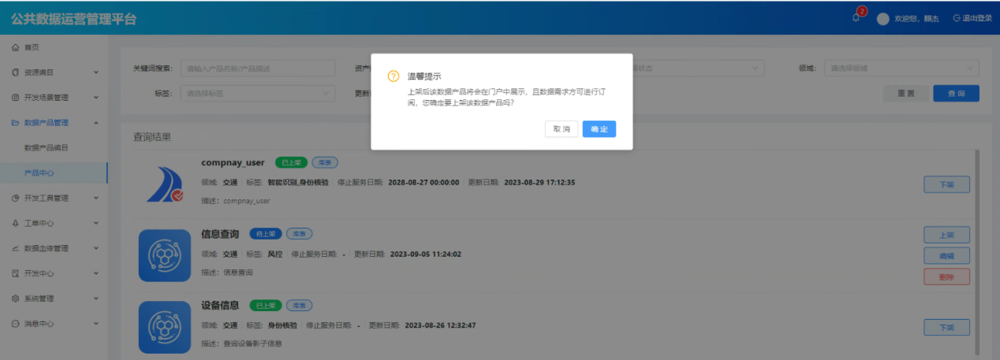 公共数据运营管理平台
2
欢迎您，顾杰
退出登录
首页
资源编目
开发场景管理
数据产品管理
数据产品编目
产品中心
开发工具管理
工单中心
数据血缘管理
开发中心
系统管理
消息中心
关键词搜索: 请输入产品名称/产品描述
资产
状态
领域: 请选择领域
标签: 请选择标签
更新
重置
查询
温馨提示
上架后该数据产品将会在门户中展示，且数据需求方可进行订
阅，您确定要上架该数据产品吗？
取消
确定
查询结果
compnay_user 已上架 库表
领域: 交通 标签: 智能识别,身份核验 停止服务日期: 2028-08-27 00:00:00 更新日期: 2023-08-29 17:12:35
描述: compnay_user
下架
信息查询 待上架 库表
领域: 交通 标签: 风控 停止服务日期: - 更新日期: 2023-09-05 11:24:02
描述: 信息查询
上架
编辑
删除
设备信息 已上架 库表
领域: 交通 标签: 身份核验 停止服务日期: - 更新日期: 2023-08-26 12:32:47
描述: 查询设备影子信息
下架